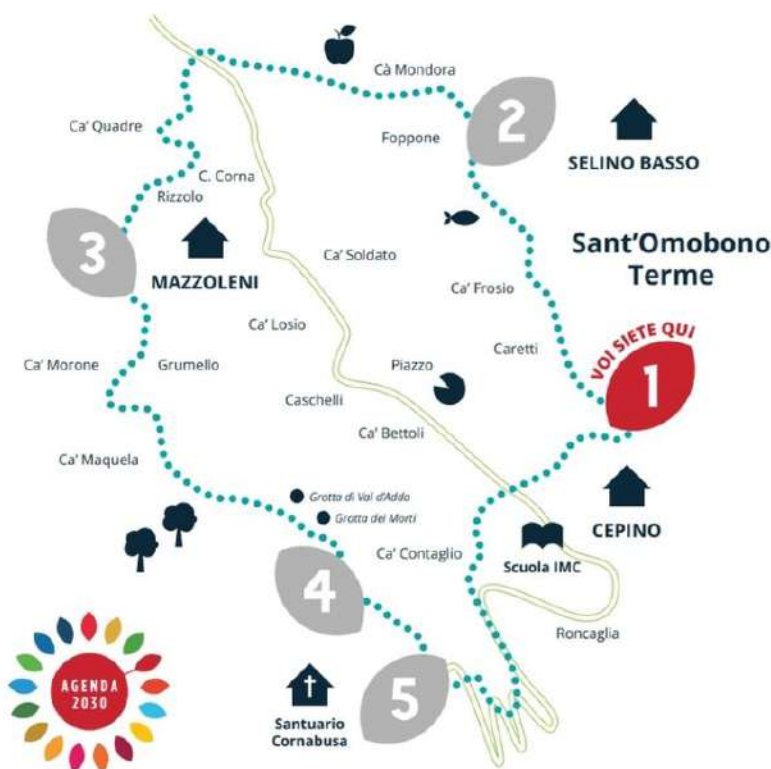 Cà Mondora
2
Ca' Quadre
Foppone
SELINO BASSO
C. Corna
Rizzolo
3
MAZZOLENI
Sant'Omobono
Terme
Ca' Soldato
Ca' Frosio
Ca' Losio
Caretti
VOI SIETE QUI
1
Ca' Morone
Grumello
Piazzo
Caschelli
Ca' Bettoli
Ca' Maquela
Grotta di Val d'Adda
Grotta dei Morti
CEPINO
Ca' Contaglio
Scuola IMC
4
Roncaglia
5
AGENDA
2030
Santuario
Cornabusa